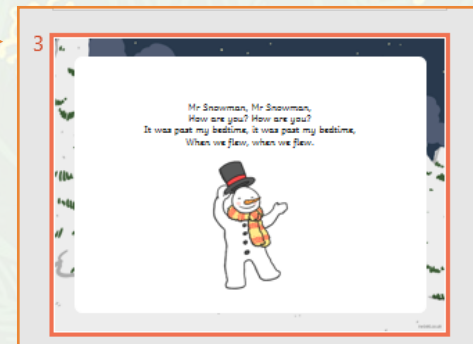 3
Mr Snowman, Mr Snowman,
How are you? How are you?
It was past my bedtime, it was past my bedtime,
When we flew, when we flew.